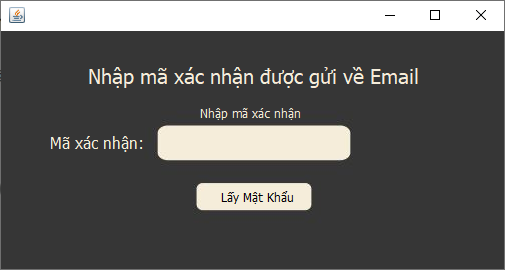 Nhập mã xác nhận được gửi về Email
Nhập mã xác nhận
Mã xác nhận:
Lấy Mật Khẩu